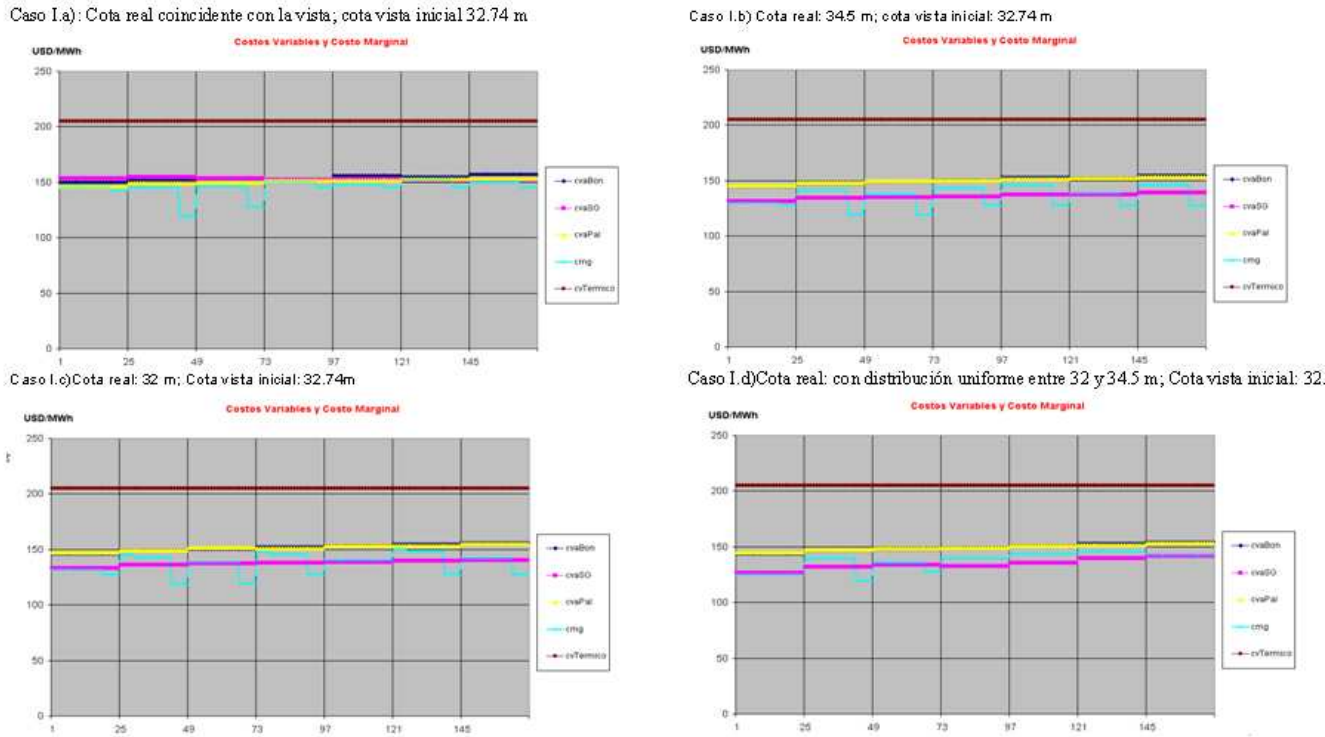 Caso I.a): Cota real coincidente con la vista; cota vista inicial 32.74 m
Costos Variables y Costo Marginal
USD/MWh
250
200
150
100
50
0
1 25 49 73 97 121 145
cvaBon
cvaSG
cvaPal
cmg
cvTermico
Caso I.b) Cota real: 34.5 m; cota vista inicial: 32.74 m
Costos Variables y Costo Marginal
USD/MWh
250
200
150
100
50
0
1 25 49 73 97 121 145
cvaBon
cvaSG
cvaPal
cmg
cvTermico
Caso I.c)Cota real: 32 m; Cota vista inicial: 32.74m
Costos Variables y Costo Marginal
USD/MWh
250
200
150
100
50
0
1 25 49 73 97 121 145
cvaBon
cvaSG
cvaPal
cmg
cvTermico
Caso I.d)Cota real: con distribución uniforme entre 32 y 34.5 m; Cota vista inicial: 32.
Costos Variables y Costo Marginal
USD/MWh
250
200
150
100
50
0
1 25 49 73 97 121 145
cvaBon
cvaSG
cvaPal
cmg
cvTermico